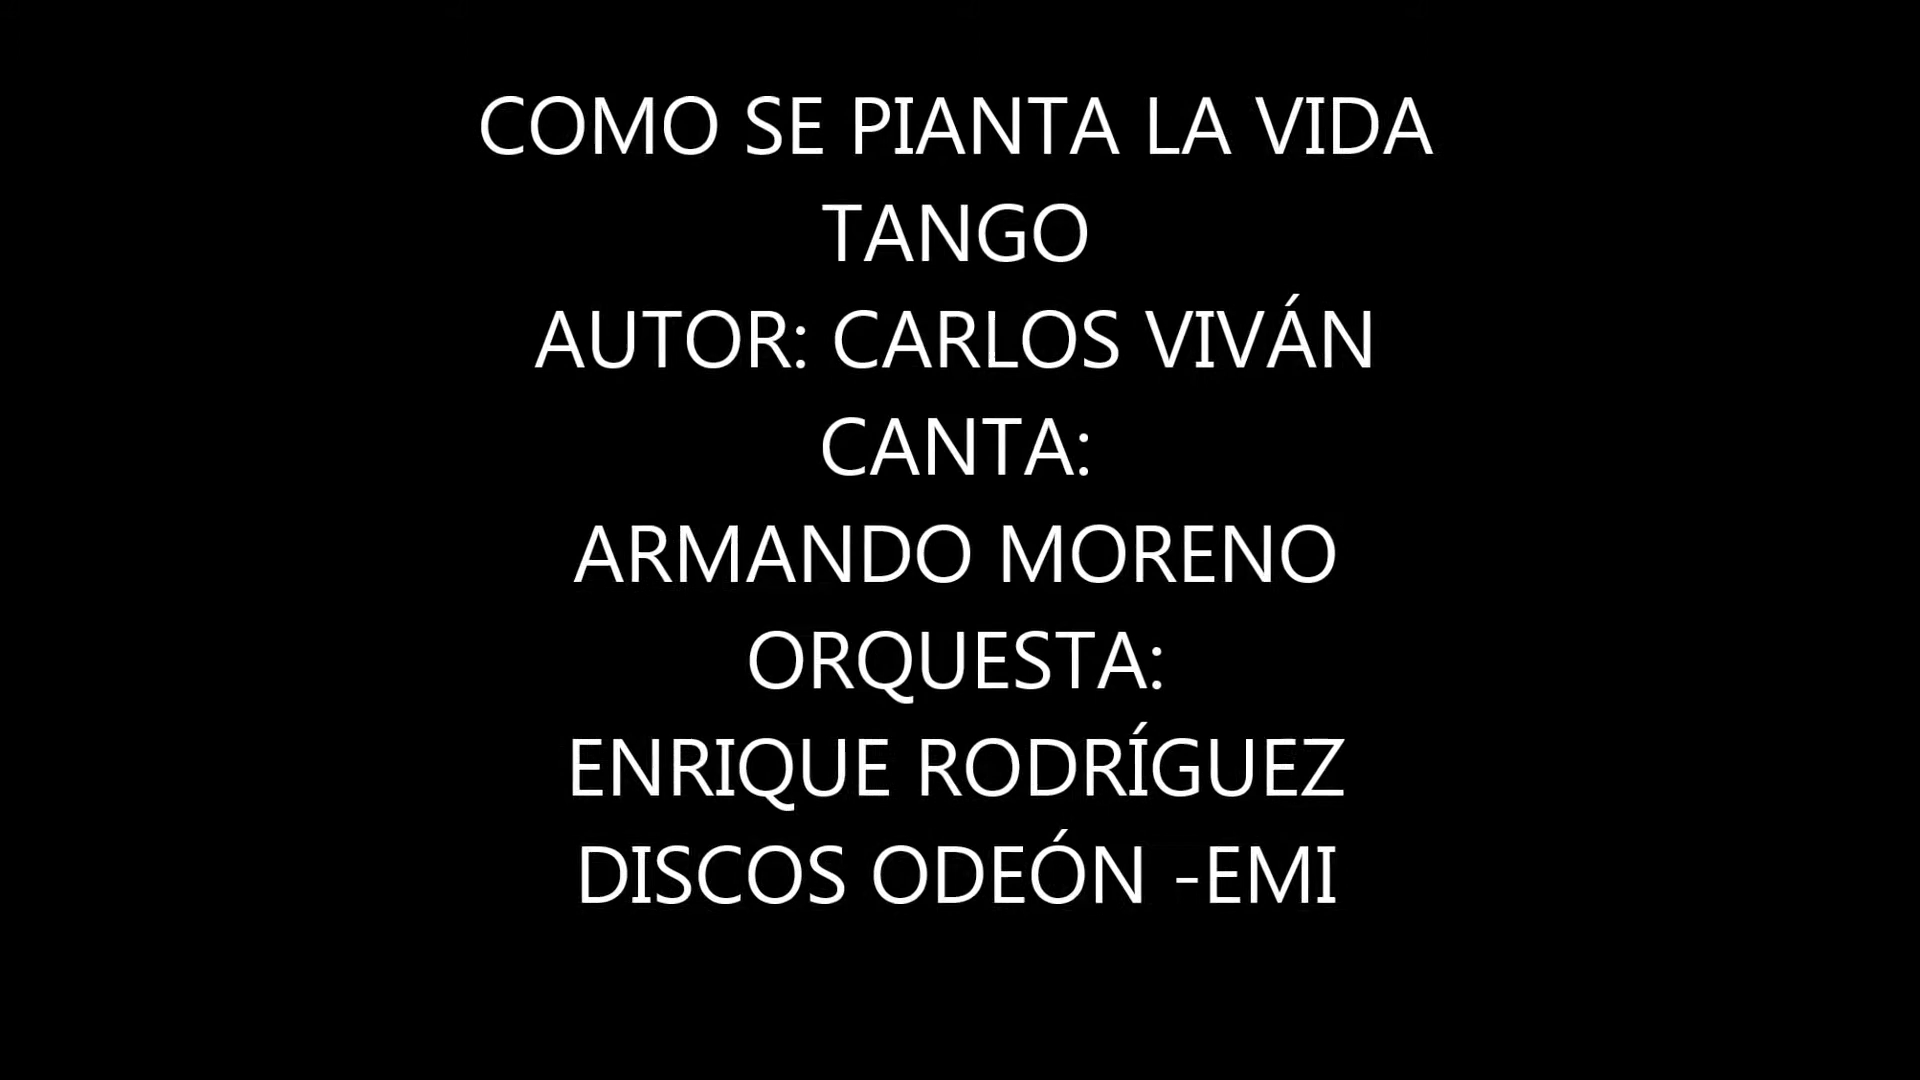 COMO SE PIANTA LA VIDA
TANGO
AUTOR: CARLOS VIVÁN
CANTA:
ARMANDO MORENO
ORQUESTA:
ENRIQUE RODRÍGUEZ
DISCOS ODEÓN -EMI